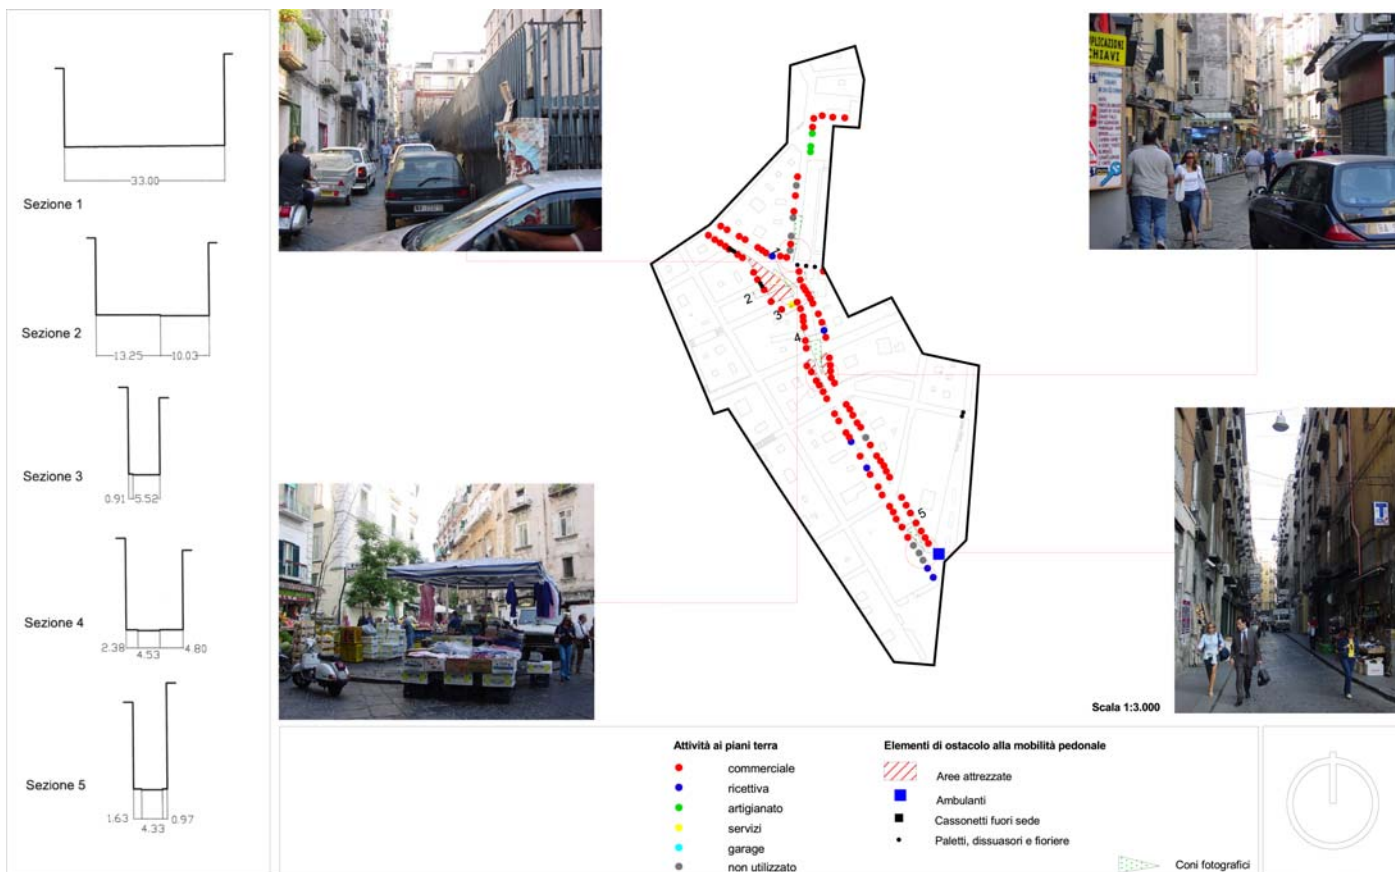 33.00
Sezione 1
Sezione 2
13.25 10.03
Sezione 3
0.91 5.52
Sezione 4
2.38 4.53 4.80
Sezione 5
1.63 4.33 0.97
DUPLICAZIONI
CHIAVI
1
2
3
4
5
T
Scala 1:3.000
Attività ai piani terra
commerciale
ricettiva
artigianato
servizi
garage
non utilizzato
Elementi di ostacolo alla mobilità pedonale
Aree attrezzate
Ambulanti
Cassonetti fuori sede
Paletti, dissuasori e fioriere
Coni fotografici